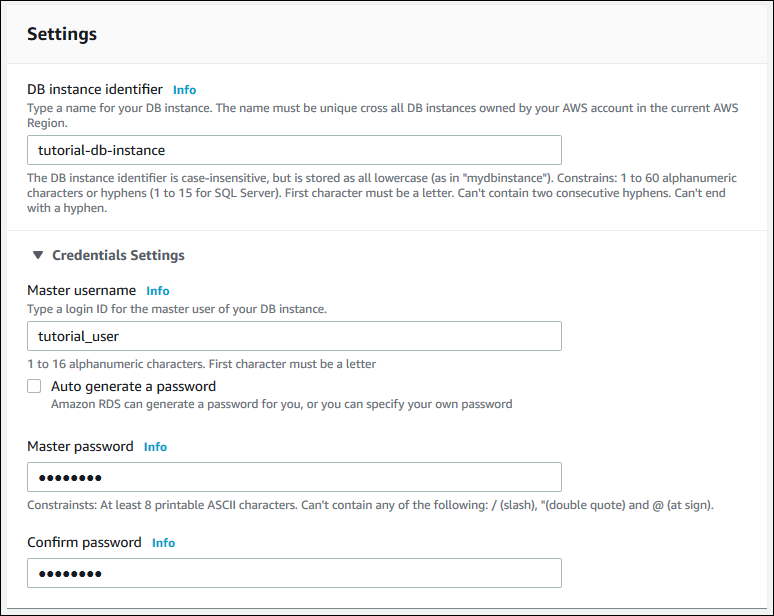 Settings
DB instance identifier Info
Type a name for your DB instance. The name must be unique cross all DB instances owned by your AWS account in the current AWS
Region.
tutorial-db-instance
The DB instance identifier is case-insensitive, but is stored as all lowercase (as in "mydbinstance"). Constrains: 1 to 60 alphanumeric
characters or hyphens (1 to 15 for SQL Server). First character must be a letter. Can't contain two consecutive hyphens. Can't end
with a hyphen.
Credentials Settings
Master username Info
Type a login ID for the master user of your DB instance.
tutorial_user
1 to 16 alphanumeric characters. First character must be a letter
Auto generate a password
Amazon RDS can generate a password for you, or you can specify your own password
Master password Info
••••••••
Constrainsts: At least 8 printable ASCII characters. Can't contain any of the following: / (slash), "(double quote) and @ (at sign).
Confirm password Info
••••••••